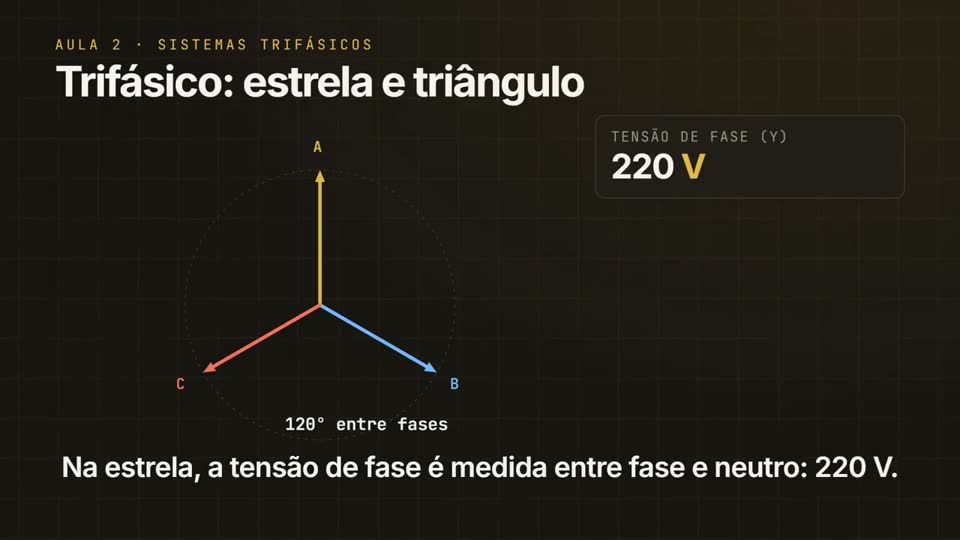 AULA 2 · SISTEMAS TRIFÁSICOS
Trifásico: estrela e triângulo
TENSÃO DE FASE (Y)
220 V
A
C
B
120° entre fases
Na estrela, a tensão de fase é medida entre fase e neutro: 220 V.